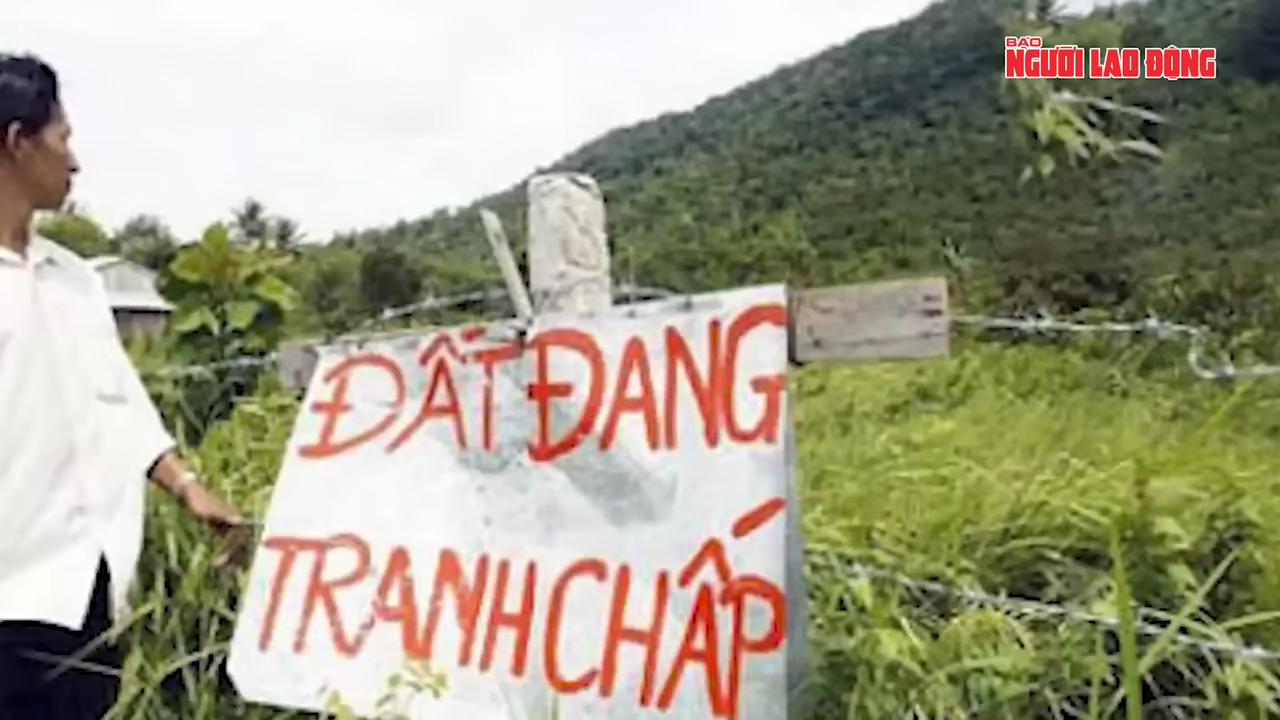 BÁO
NGƯỜI LAO ĐỘNG
ĐẤT ĐANG
TRANH CHẤP